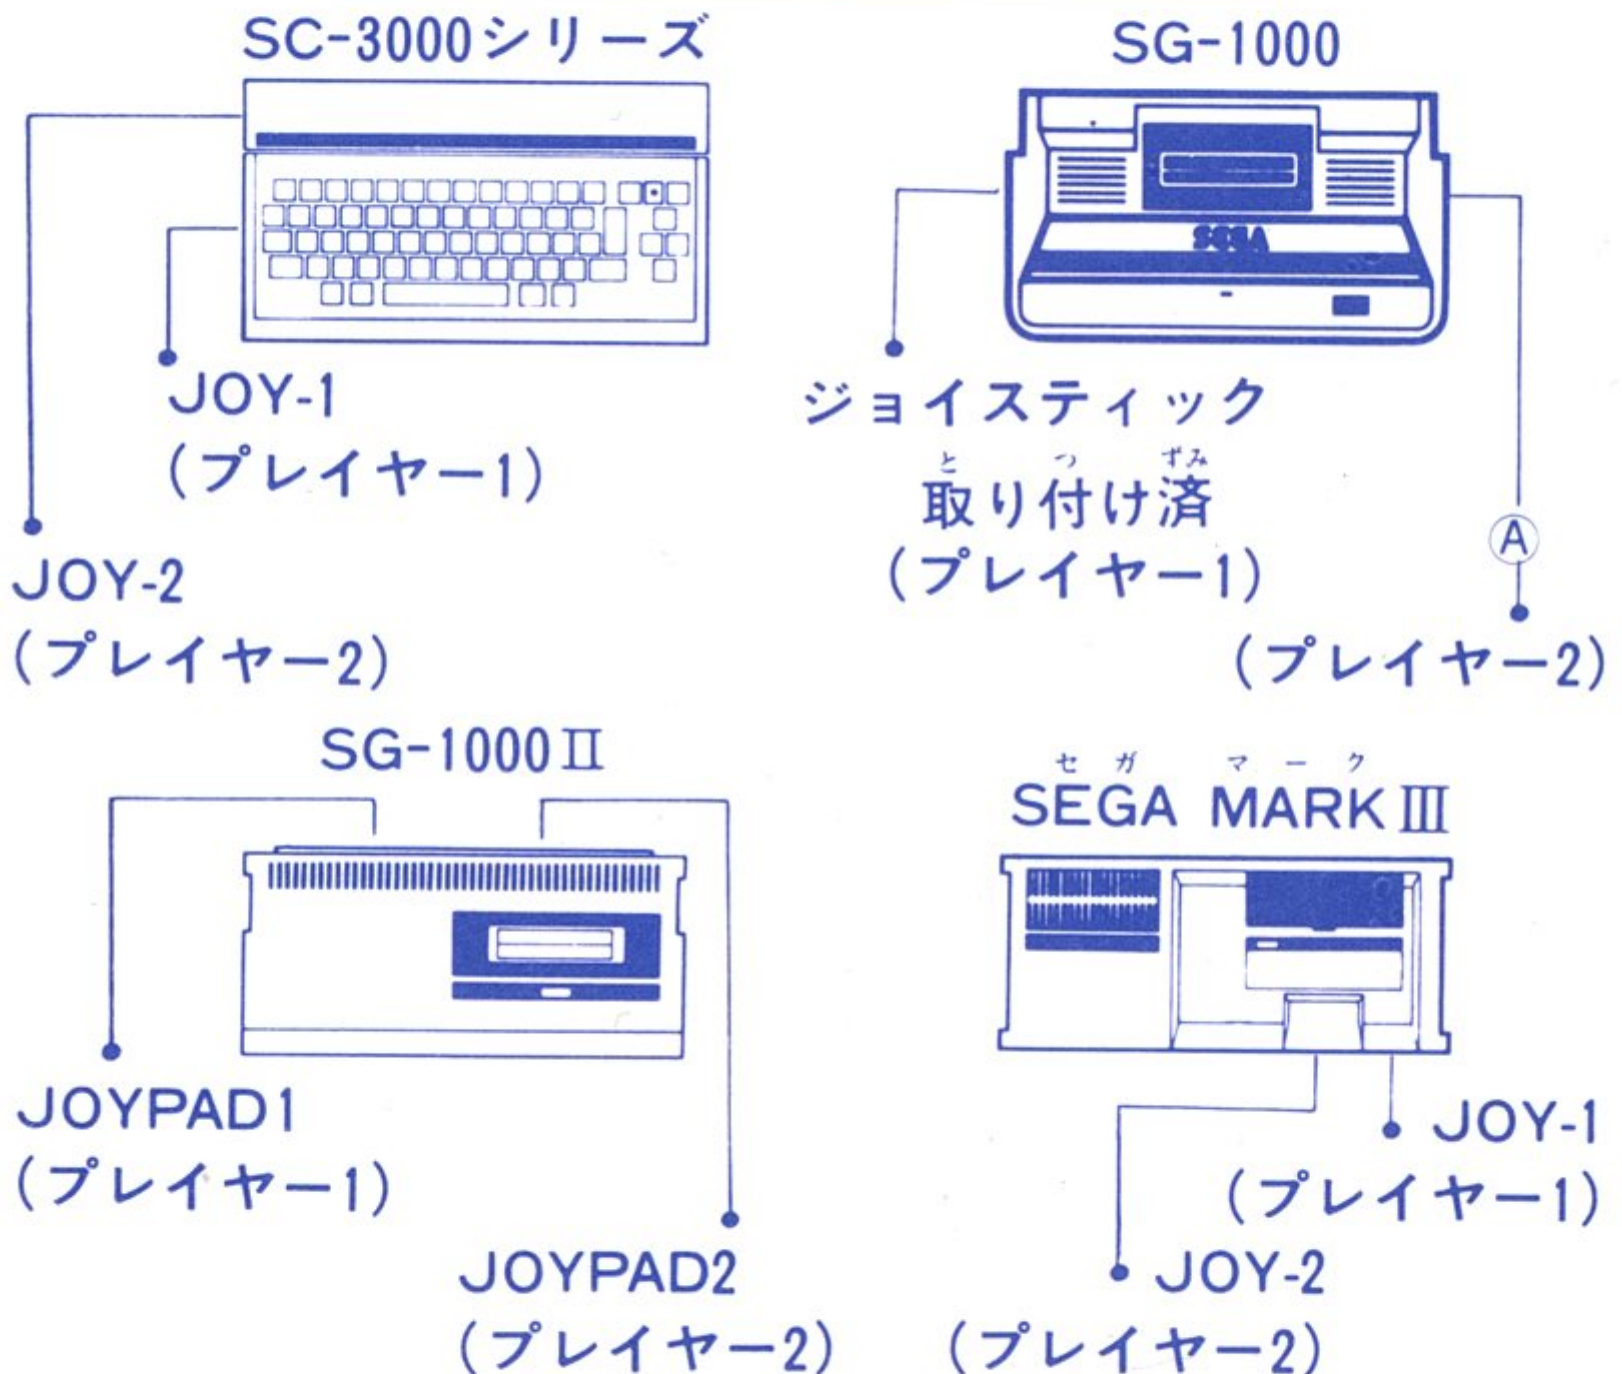 SC-3000シリーズ
JOY-1
(プレイヤー1)
JOY-2
(プレイヤー2)
SG-1000
SEGA
ジョイスティック
とつずみ
取り付け済
(プレイヤー1)
A
(プレイヤー2)
SG-1000II
JOYPAD1
(プレイヤー1)
JOYPAD2
(プレイヤー2)
セガ マーク
SEGA MARK III
JOY-1
(プレイヤー1)
JOY-2
(プレイヤー2)